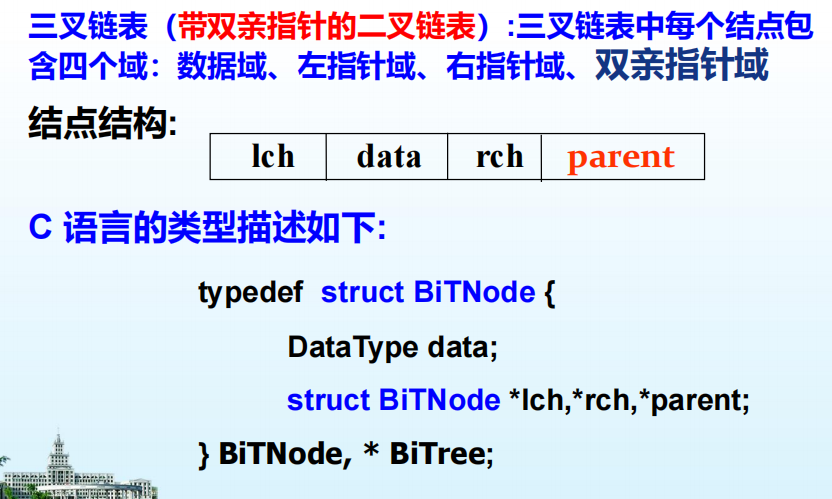 三叉链表（带双亲指针的二叉链表）:三叉链表中每个结点包
含四个域：数据域、左指针域、右指针域、双亲指针域
结点结构:
lch data rch parent
C 语言的类型描述如下:
typedef struct BiTNode {
DataType data;
struct BiTNode *lch,*rch,*parent;
} BiTNode, * BiTree;